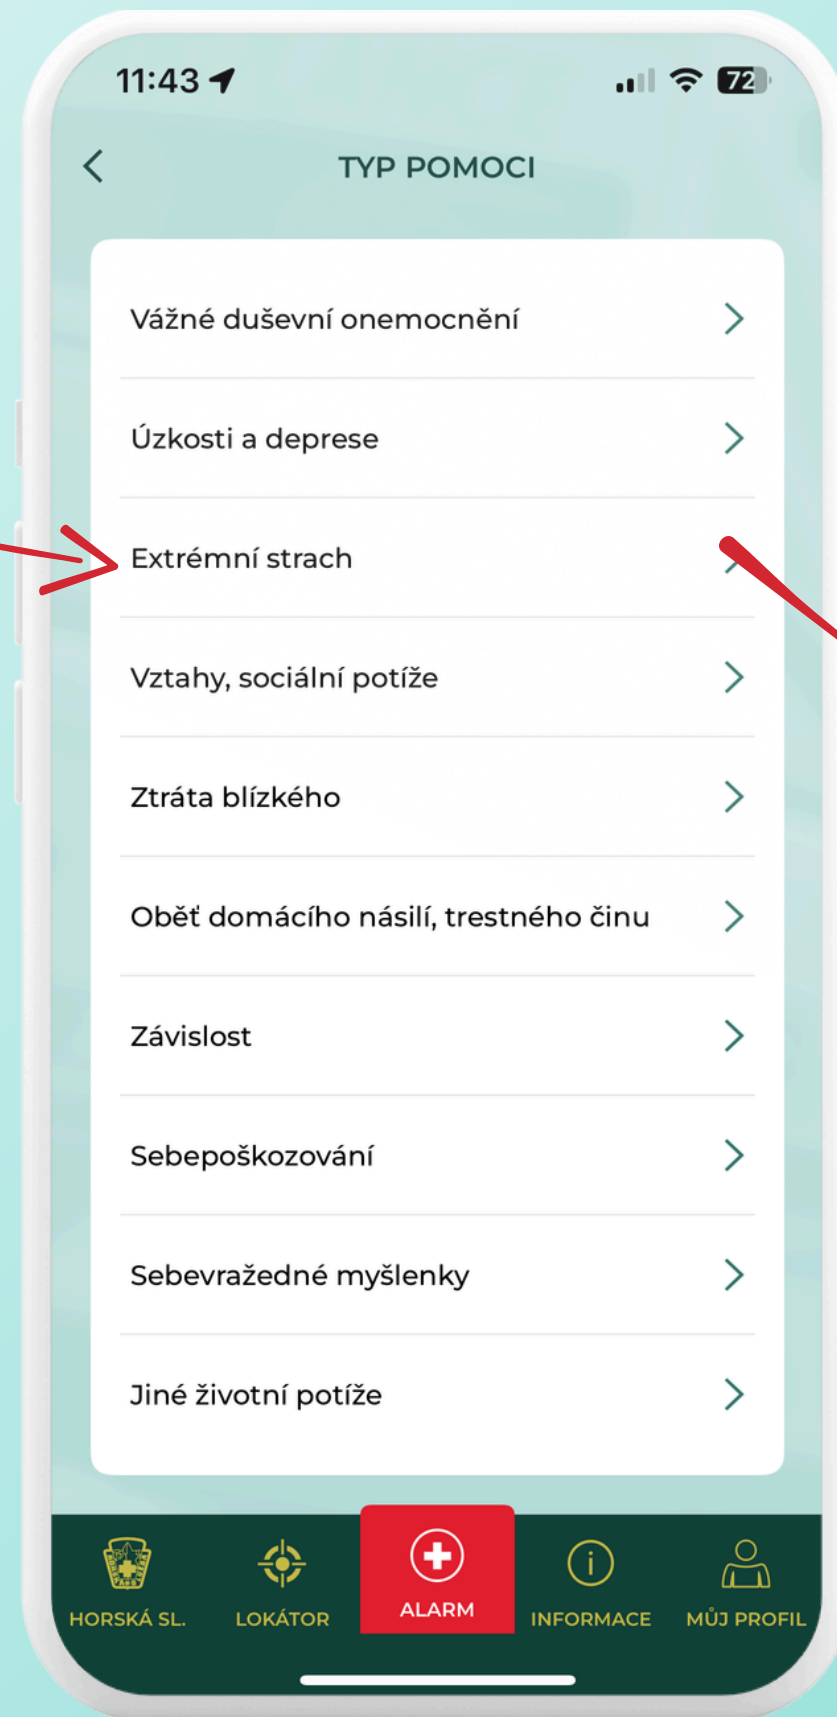 11:43
72
TYP POMOCI
Vážné duševní onemocnění
Úzkosti a deprese
Extrémní strach
Vztahy, sociální potíže
Ztráta blízkého
Oběť domácího násilí, trestného činu
Závislost
Sebepoškozování
Sebevražedné myšlenky
Jiné životní potíže
HORSKÁ SL.
LOKÁTOR
ALARM
INFORMACE
MŮJ PROFIL